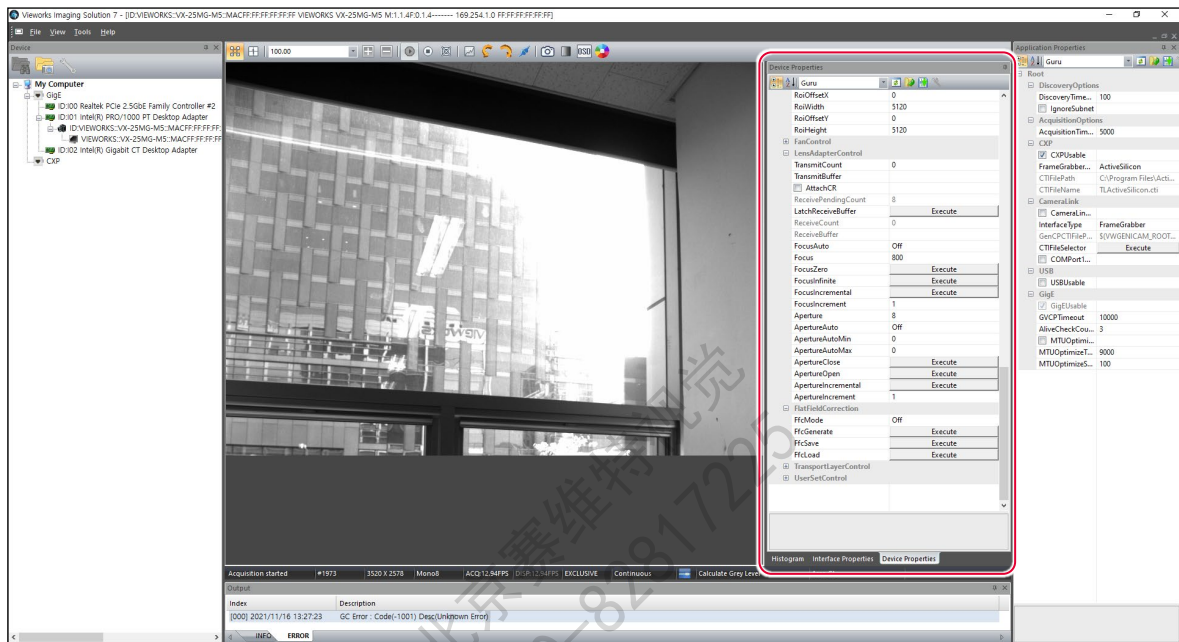 Vieworks Imaging Solution 7 - [ID:VIEWORKS::VX-25MG-M5::MACFF:FF:FF:FF:FF:FF VIEWORKS VX-25MG-M5 M:1.1.4F:0.1.4------- 169.254.1.0 FF:FF:FF:FF:FF:FF]
File View Tools Help
Device
100.00
OSD
My Computer
GigE
ID:I00 Realtek PCIe 2.5GbE Family Controller #2
ID:I01 Intel(R) PRO/1000 PT Desktop Adapter
ID:VIEWORKS::VX-25MG-M5::MACFF:FF:FF:FF:
VIEWORKS::VX-25MG-M5::MACFF:FF:FF:FF
ID:I02 Intel(R) Gigabit CT Desktop Adapter
CXP
Device Properties
Guru
RoiOffsetX 0
RoiWidth 5120
RoiOffsetY 0
RoiHeight 5120
FanControl
LensAdapterControl
TransmitCount 0
TransmitBuffer
AttachCR
ReceivePendingCount 8
LatchReceiveBuffer Execute
ReceiveCount 0
ReceiveBuffer
FocusAuto Off
Focus 800
FocusZero Execute
FocusInfinite Execute
FocusIncremental Execute
FocusIncrement 1
Aperture 8
ApertureAuto Off
ApertureAutoMin 0
ApertureAutoMax 0
ApertureClose Execute
ApertureOpen Execute
ApertureIncremental Execute
ApertureIncrement 1
FlatFieldCorrection
FfcMode Off
FfcGenerate Execute
FfcSave Execute
FfcLoad Execute
TransportLayerControl
UserSetControl
Histogram Interface Properties Device Properties
Application Properties
Guru
Root
DiscoveryOptions
DiscoveryTime... 100
IgnoreSubnet
AcquisitionOptions
AcquisitionTim... 5000
CXP
CXPUsable
FrameGrabber... ActiveSilicon
CTIFilePath C:\Program Files\Acti...
CTIFileName TLActiveSilicon.cti
CameraLink
CameraLin...
InterfaceType FrameGrabber
GenCPCTIFileP... $(VWGENICAM_ROOT...
CTIFileSelector Execute
COMPort1...
USB
USBUsable
GigE
GigEUsable
GVCPTimeout 10000
AliveCheckCou... 3
MTUOptimi...
MTUOptimizeT... 9000
MTUOptimizeS... 100
Acquisition started #1973 3520 X 2578 Mono8 ACQ:12.94FPS DISP:12.94FPS EXCLUSIVE Continuous Calculate Grey Level
Output
Index Description
[000] 2021/11/16 13:27:23 GC Error : Code(-1001) Desc(Unknown Error)
INFO ERROR
北京赛维特视觉